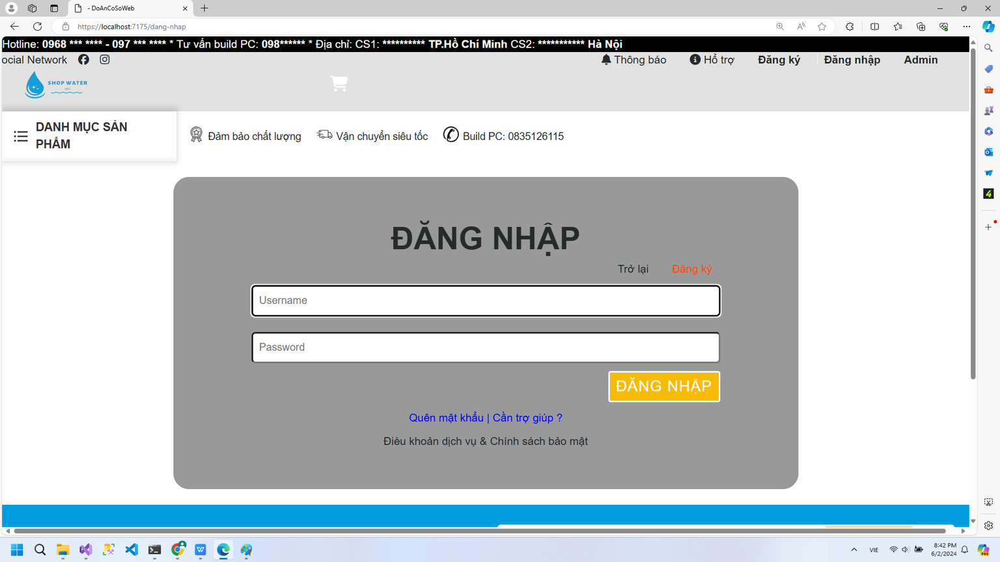 - DoAnCoSoWeb
https://localhost:7175/dang-nhap
Hotline: 0968 *** **** - 097 *** **** * Tư vấn build PC: 098****** * Địa chỉ: CS1: ********** TP.Hồ Chí Minh CS2: *********** Hà Nội
ocial Network Thông báo Hổ trợ Đăng ký Đăng nhập Admin
SHOP WATER
DANH MỤC SẢN
PHẨM
Đảm bảo chất lượng Vận chuyển siêu tốc Build PC: 0835126115
ĐĂNG NHẬP
Trở lại Đăng ký
Username
Password
ĐĂNG NHẬP
Quên mật khẩu | Cần trợ giúp ?
Đièu khoản dịch vụ & Chính sách bảo mật
VIE
8:42 PM
6/2/2024